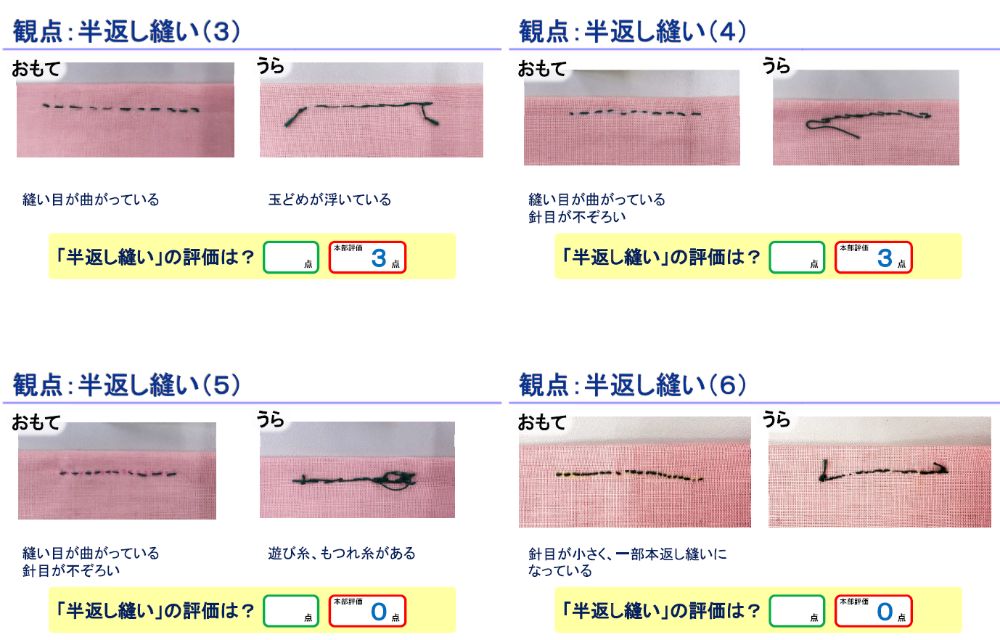 観点：半返し縫い（３）
おもて
うら
縫い目が曲がっている
玉どめが浮いている
「半返し縫い」の評価は？
点
本部評価
3
点
観点：半返し縫い（４）
おもて
うら
縫い目が曲がっている
針目が不ぞろい
「半返し縫い」の評価は？
点
本部評価
3
点
観点：半返し縫い（５）
おもて
うら
縫い目が曲がっている
針目が不ぞろい
遊び糸、もつれ糸がある
「半返し縫い」の評価は？
点
本部評価
0
点
観点：半返し縫い（６）
おもて
うら
針目が小さく、一部本返し縫いに
なっている
「半返し縫い」の評価は？
点
本部評価
0
点